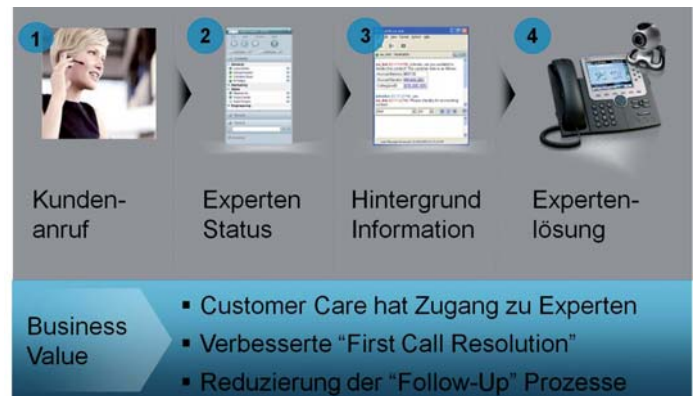 1
2
3
4
Kunden-
anruf
Experten
Status
Hintergrund
Information
Experten-
lösung
Business
Value
▪ Customer Care hat Zugang zu Experten
▪ Verbesserte “First Call Resolution”
▪ Reduzierung der “Follow-Up” Prozesse